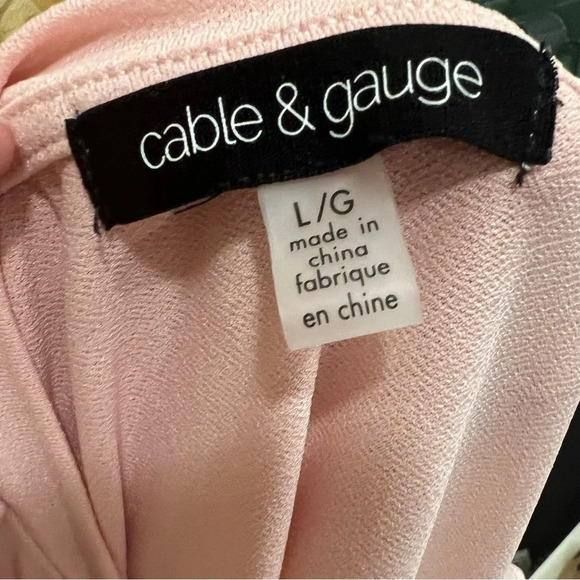 cable & gauge
L/G
made in
china
fabrique
en chine